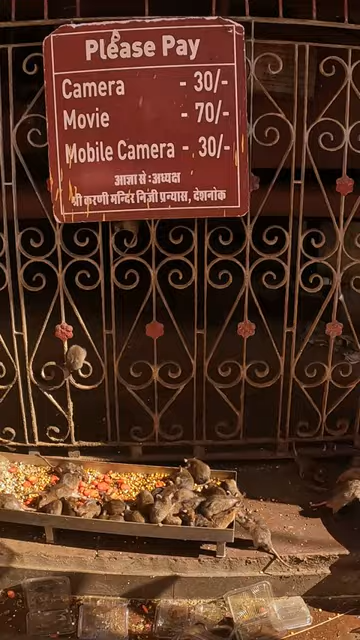 Please Pay
Camera - 30/-
Movie - 70/-
Mobile Camera - 30/-
आज्ञा से :अध्यक्ष
श्री करणी मन्दिर निजी प्रन्यास, देशनोक